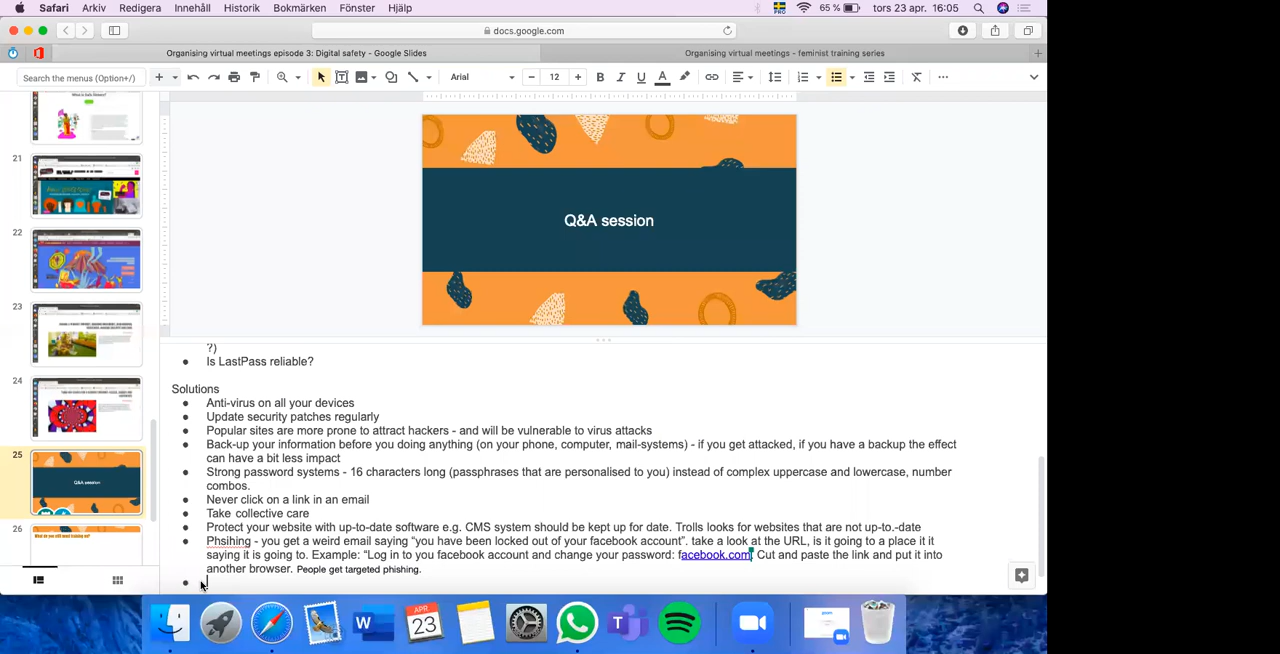 Safari Arkiv Redigera Innehåll Historik Bokmärken Fönster Hjälp 65 % tors 23 apr. 16:05
docs.google.com
Organising virtual meetings episode 3: Digital safety - Google Slides
Organising virtual meetings - feminist training series
Search the menus (Option+/)
Arial
12
21
22
23
24
25
Q&A session
26
What do you still need training on?
Q&A session
?)
Is LastPass reliable?
Solutions
Anti-virus on all your devices
Update security patches regularly
Popular sites are more prone to attract hackers - and will be vulnerable to virus attacks
Back-up your information before you doing anything (on your phone, computer, mail-systems) - if you get attacked, if you have a backup the effect
can have a bit less impact
Strong password systems - 16 characters long (passphrases that are personalised to you) instead of complex uppercase and lowercase, number
combos.
Never click on a link in an email
Take collective care
Protect your website with up-to-date software e.g. CMS system should be kept up for date. Trolls looks for websites that are not up-to.-date
Phsihing - you get a weird email saying “you have been locked out of your facebook account”. take a look at the URL, is it going to a place it it
saying it is going to. Example: “Log in to you facebook account and change your password: facebook.com. Cut and paste the link and put it into
another browser. People get targeted phishing.
APR
23
W
zoom